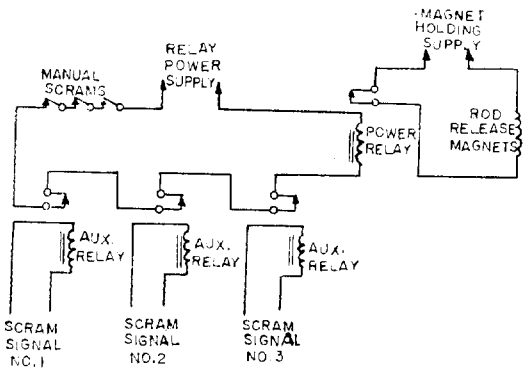 MAGNET
HOLDING
SUPPLY
RELAY
POWER
SUPPLY
MANUAL
SCRAMS
ROD
RELEASE
MAGNETS
POWER
RELAY
AUX.
RELAY
AUX.
RELAY
AUX.
RELAY
SCRAM
SIGNAL
NO.1
SCRAM
SIGNAL
NO.2
SCRAM
SIGNAL
NO.3